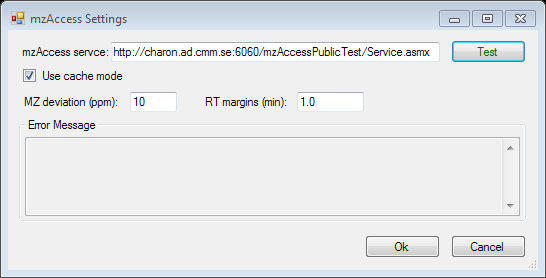 mzAccess Settings
mzAccess servce: http://charon.ad.cmm.se:6060/mzAccessPublicTest/Service.asmx Test
Use cache mode
MZ deviation (ppm): 10 RT margins (min): 1.0
Error Message
Ok Cancel